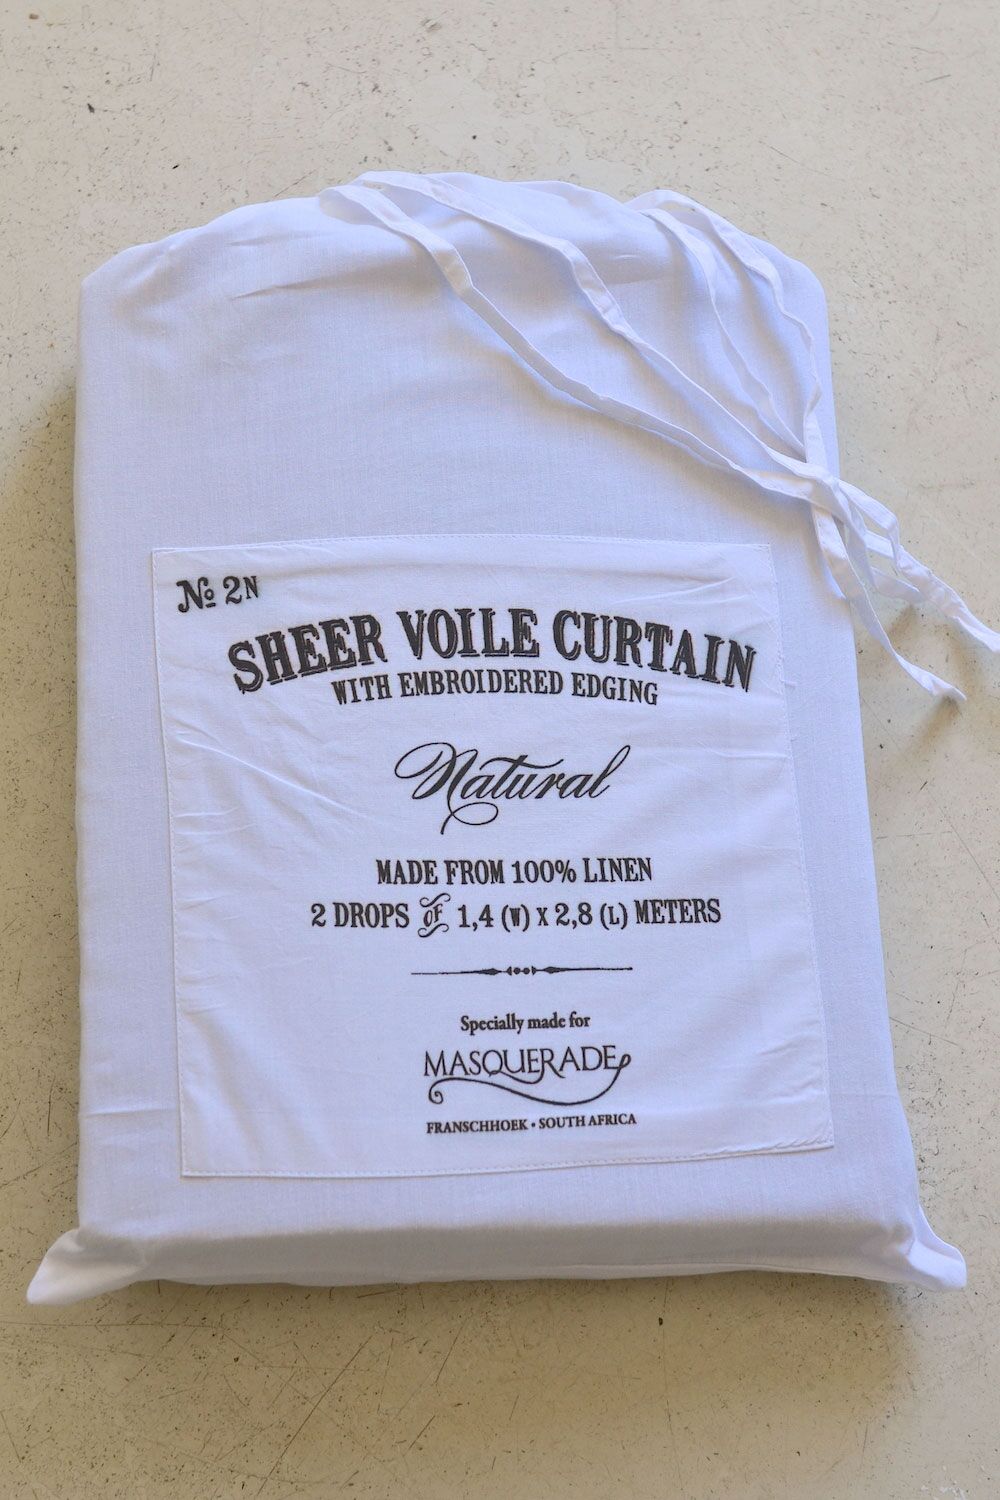 No 2N
SHEER VOILE CURTAIN
WITH EMBROIDERED EDGING
Natural
MADE FROM 100% LINEN
2 DROPS OF 1,4 (W) X 2,8 (L) METERS
Specially made for
MASQUERADE
FRANSCHHOEK • SOUTH AFRICA